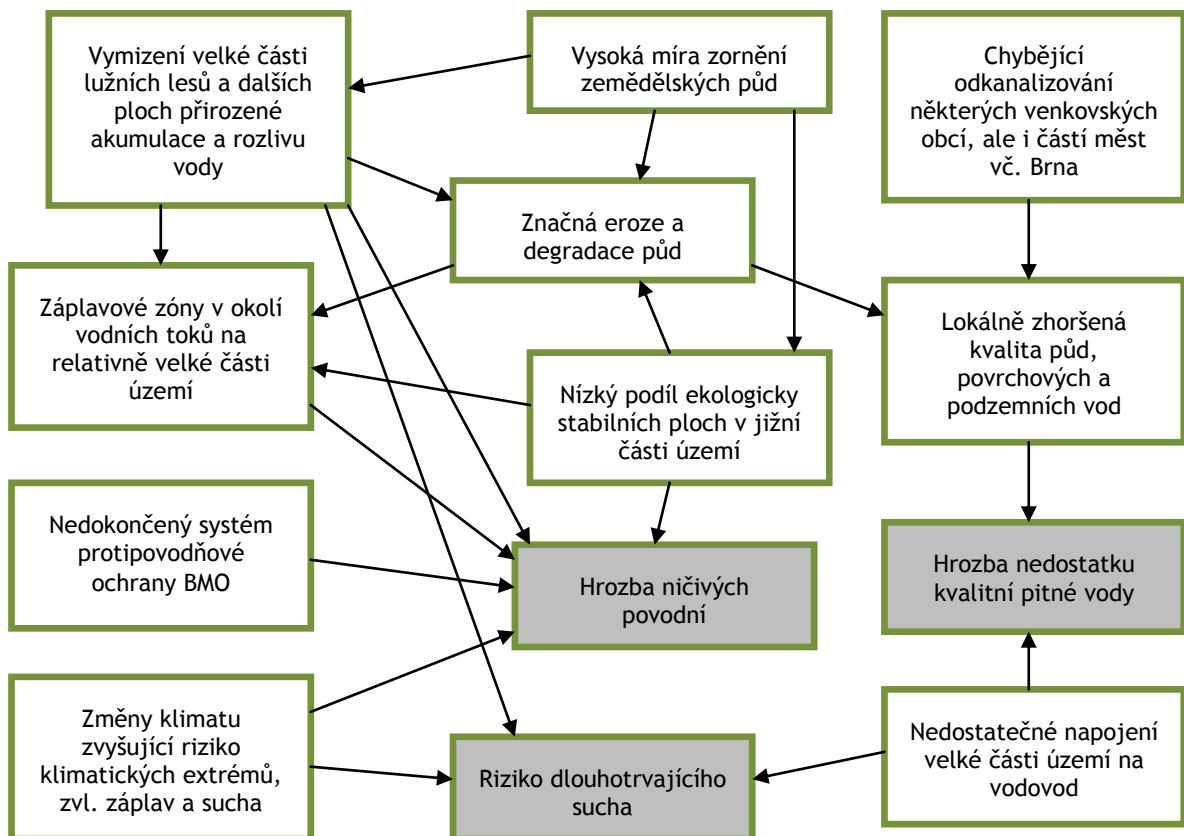 Vymizení velké části
lužních lesů a dalších
ploch přirozené
akumulace a rozlivu
vody
Vysoká míra zornění
zemědělských půd
Chybějící
odkanalizování
některých venkovských
obcí, ale i částí měst
vč. Brna
Značná eroze a
degradace půd
Záplavové zóny v okolí
vodních toků na
relativně velké části
území
Nízký podíl ekologicky
stabilních ploch v jižní
části území
Lokálně zhoršená
kvalita půd,
povrchových a
podzemních vod
Nedokončený systém
protipovodňové
ochrany BMO
Hrozba ničivých
povodní
Hrozba nedostatku
kvalitní pitné vody
Změny klimatu
zvyšující riziko
klimatických extrémů,
zvl. záplav a sucha
Riziko dlouhotrvajícího
sucha
Nedostatečné napojení
velké části území na
vodovod